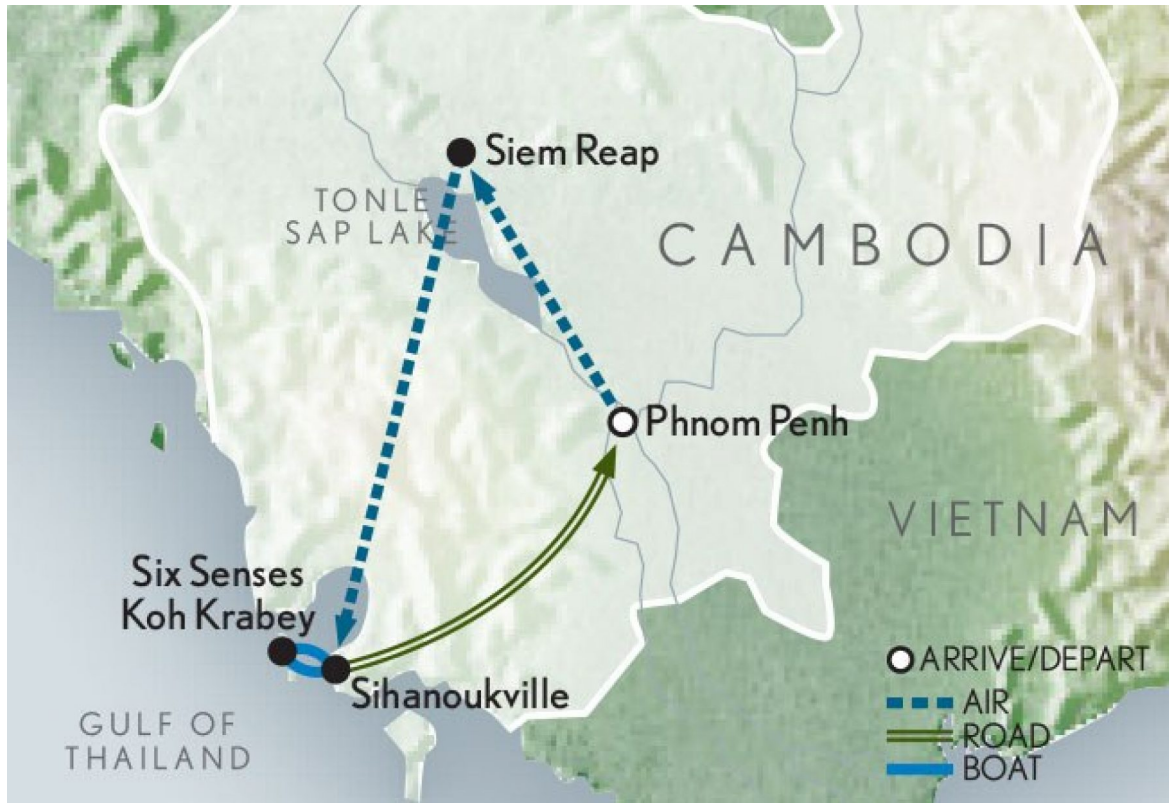 Siem Reap
TONLE
SAP LAKE
CAMBODIA
Phnom Penh
VIETNAM
Six Senses
Koh Krabey
Sihanoukville
GULF OF
THAILAND
ARRIVE/DEPART
AIR
ROAD
BOAT